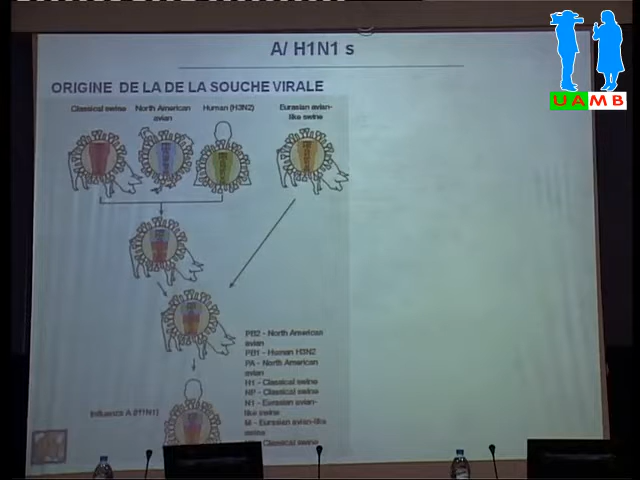 A/ H1N1 s
ORIGINE DE LA DE LA SOUCHE VIRALE
Classical swine
North American
avian
Human (H3N2)
Eurasian avian-
like swine
PB2 - North American
avian
PB1 - Human H3N2
PA - North American
avian
H1 - Classical swine
NP - Classical swine
N1 - Eurasian avian-
like swine
M - Eurasian avian-like
swine
Classical swine
Influenza A (H1N1)
UAMB